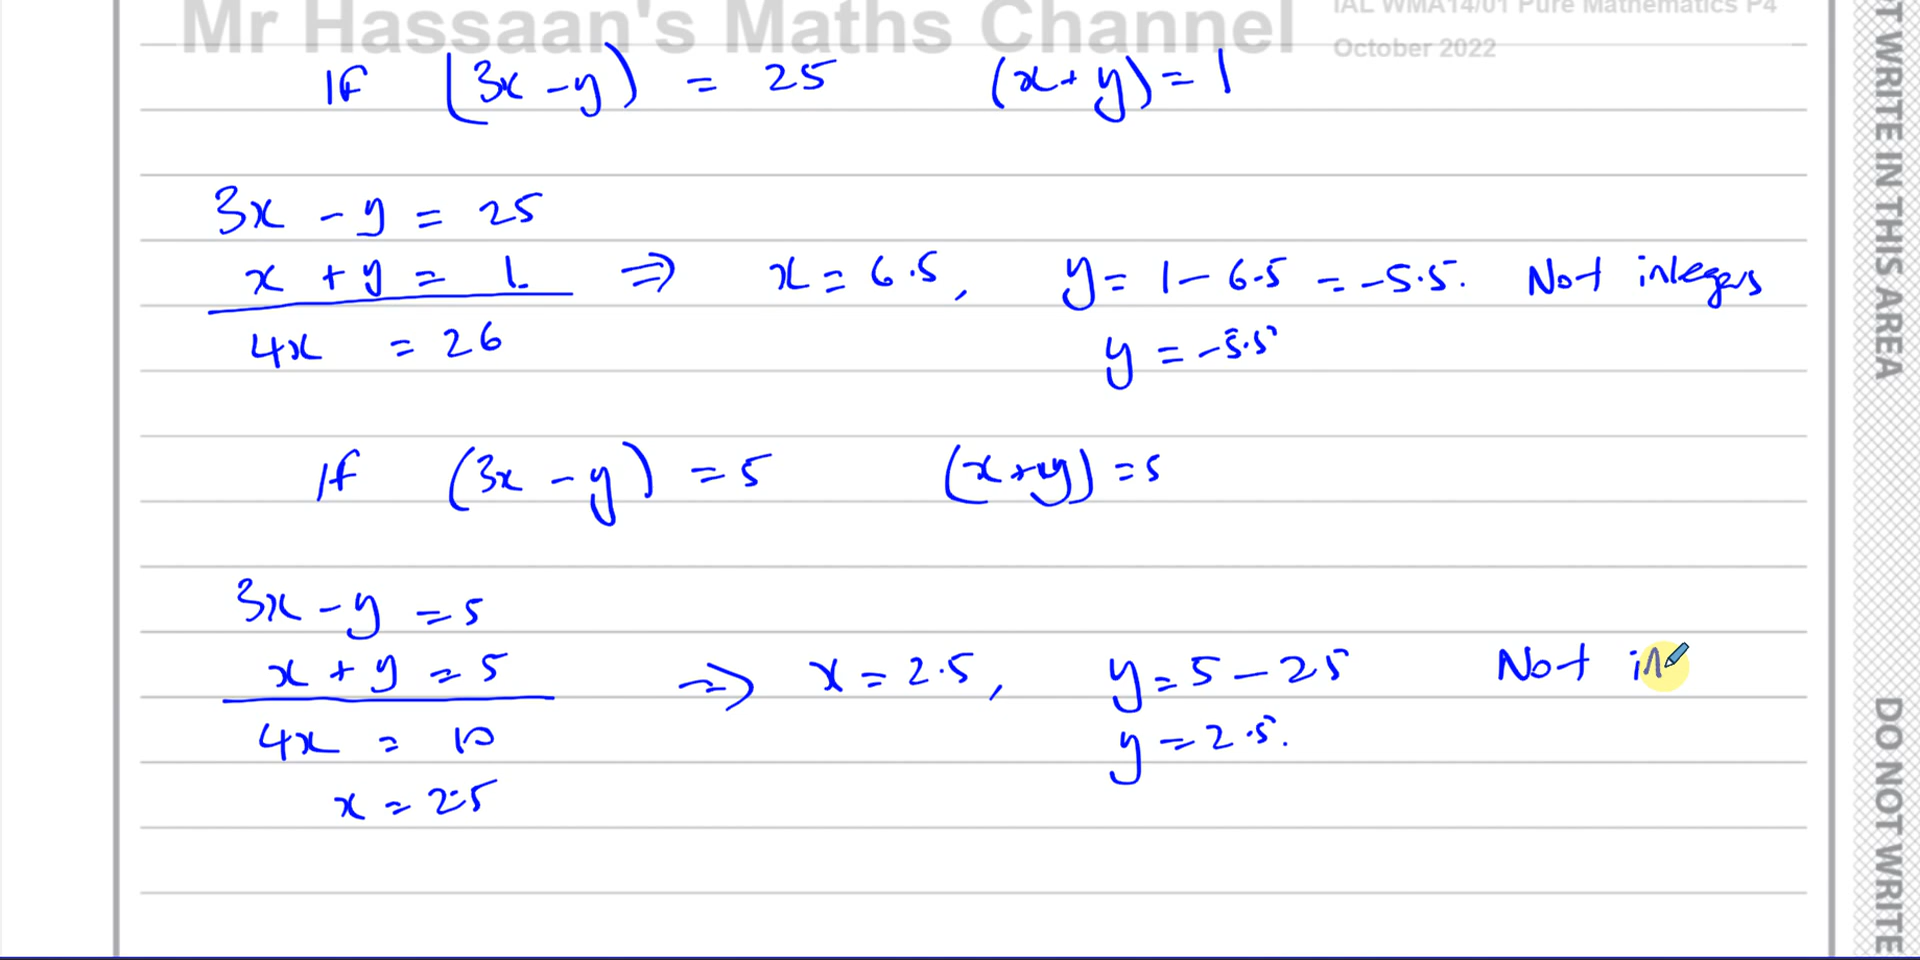 Mr Hassaan's Maths Channel
IAL WMA14/01 Pure Mathematics P4
October 2022
If (3x - y) = 25 (x + y) = 1
3x - y = 25
x + y = 1. ⇒ x = 6.5, y = 1 - 6.5 = -5.5. Not integers
4x = 26 y = -5.5
If (3x - y) = 5 (x + y) = 5
3x - y = 5
x + y = 5 ⇒ x = 2.5, y = 5 - 2.5 Not in
4x = 10 y = 2.5.
x = 2.5
OT WRITE IN THIS AREA
DO NOT WRITE